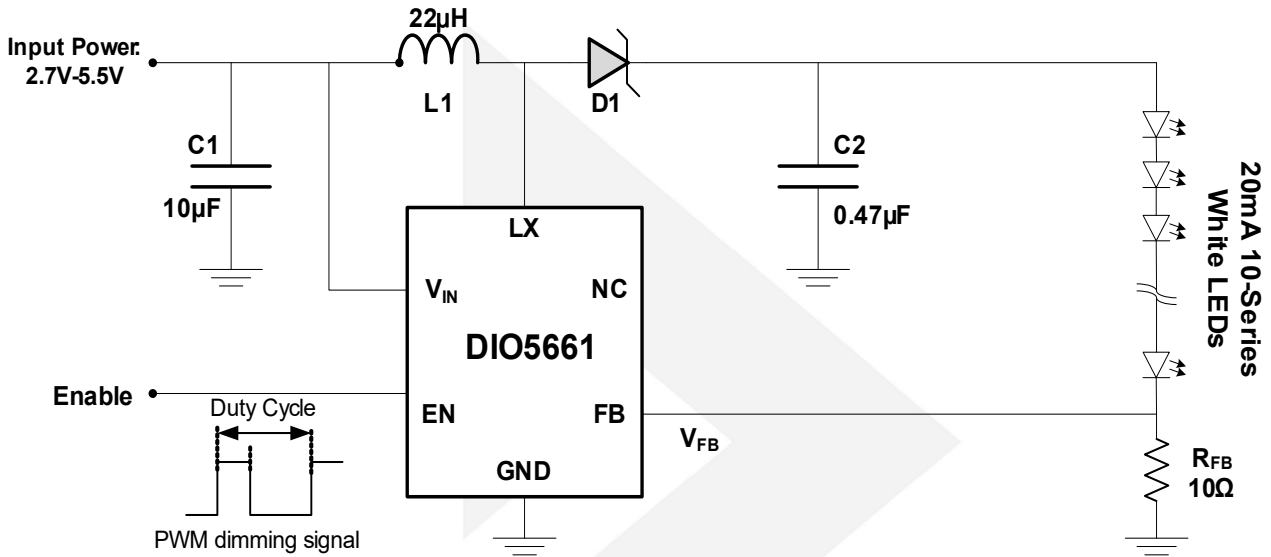 22µH
Input Power:
2.7V-5.5V
L1
D1
C1
10µF
C2
0.47µF
20mA 10-Series
White LEDs
LX
VIN
NC
DIO5661
Enable
EN
FB
VFB
GND
Duty Cycle
PWM dimming signal
RFB
10Ω